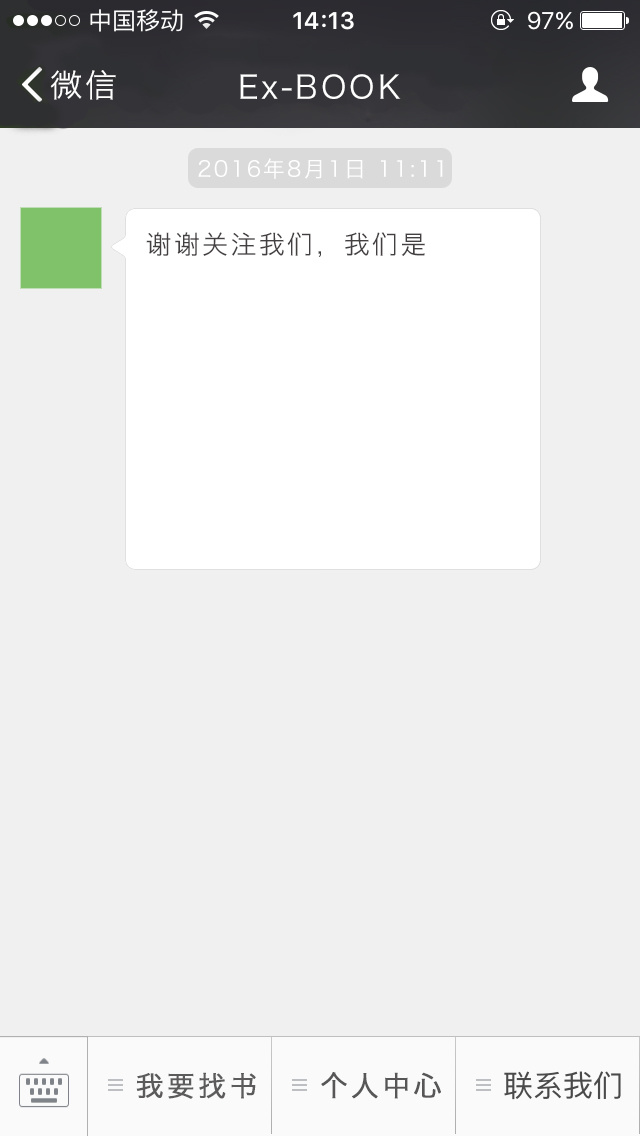 中国移动 14:13 97%
微信 Ex-BOOK
2016年8月1日 11:11
谢谢关注我们，我们是
我要找书 个人中心 联系我们